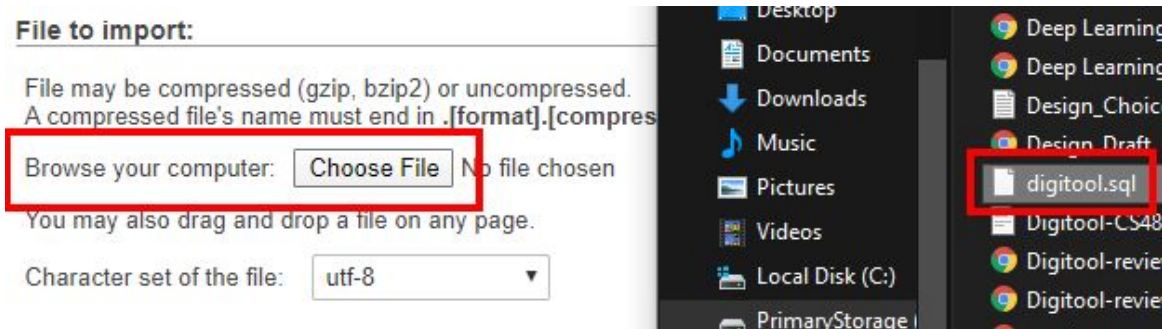 File to import:
File may be compressed (gzip, bzip2) or uncompressed.
A compressed file's name must end in .[format].[compres
Browse your computer: Choose File No file chosen
You may also drag and drop a file on any page.
Character set of the file: utf-8
Desktop
Documents
Downloads
Music
Pictures
Videos
Local Disk (C:)
PrimaryStorage (
Deep Learning
Deep Learning
Design_Choic
Design_Draft
digitool.sql
Digitool-CS48
Digitool-revie
Digitool-revie